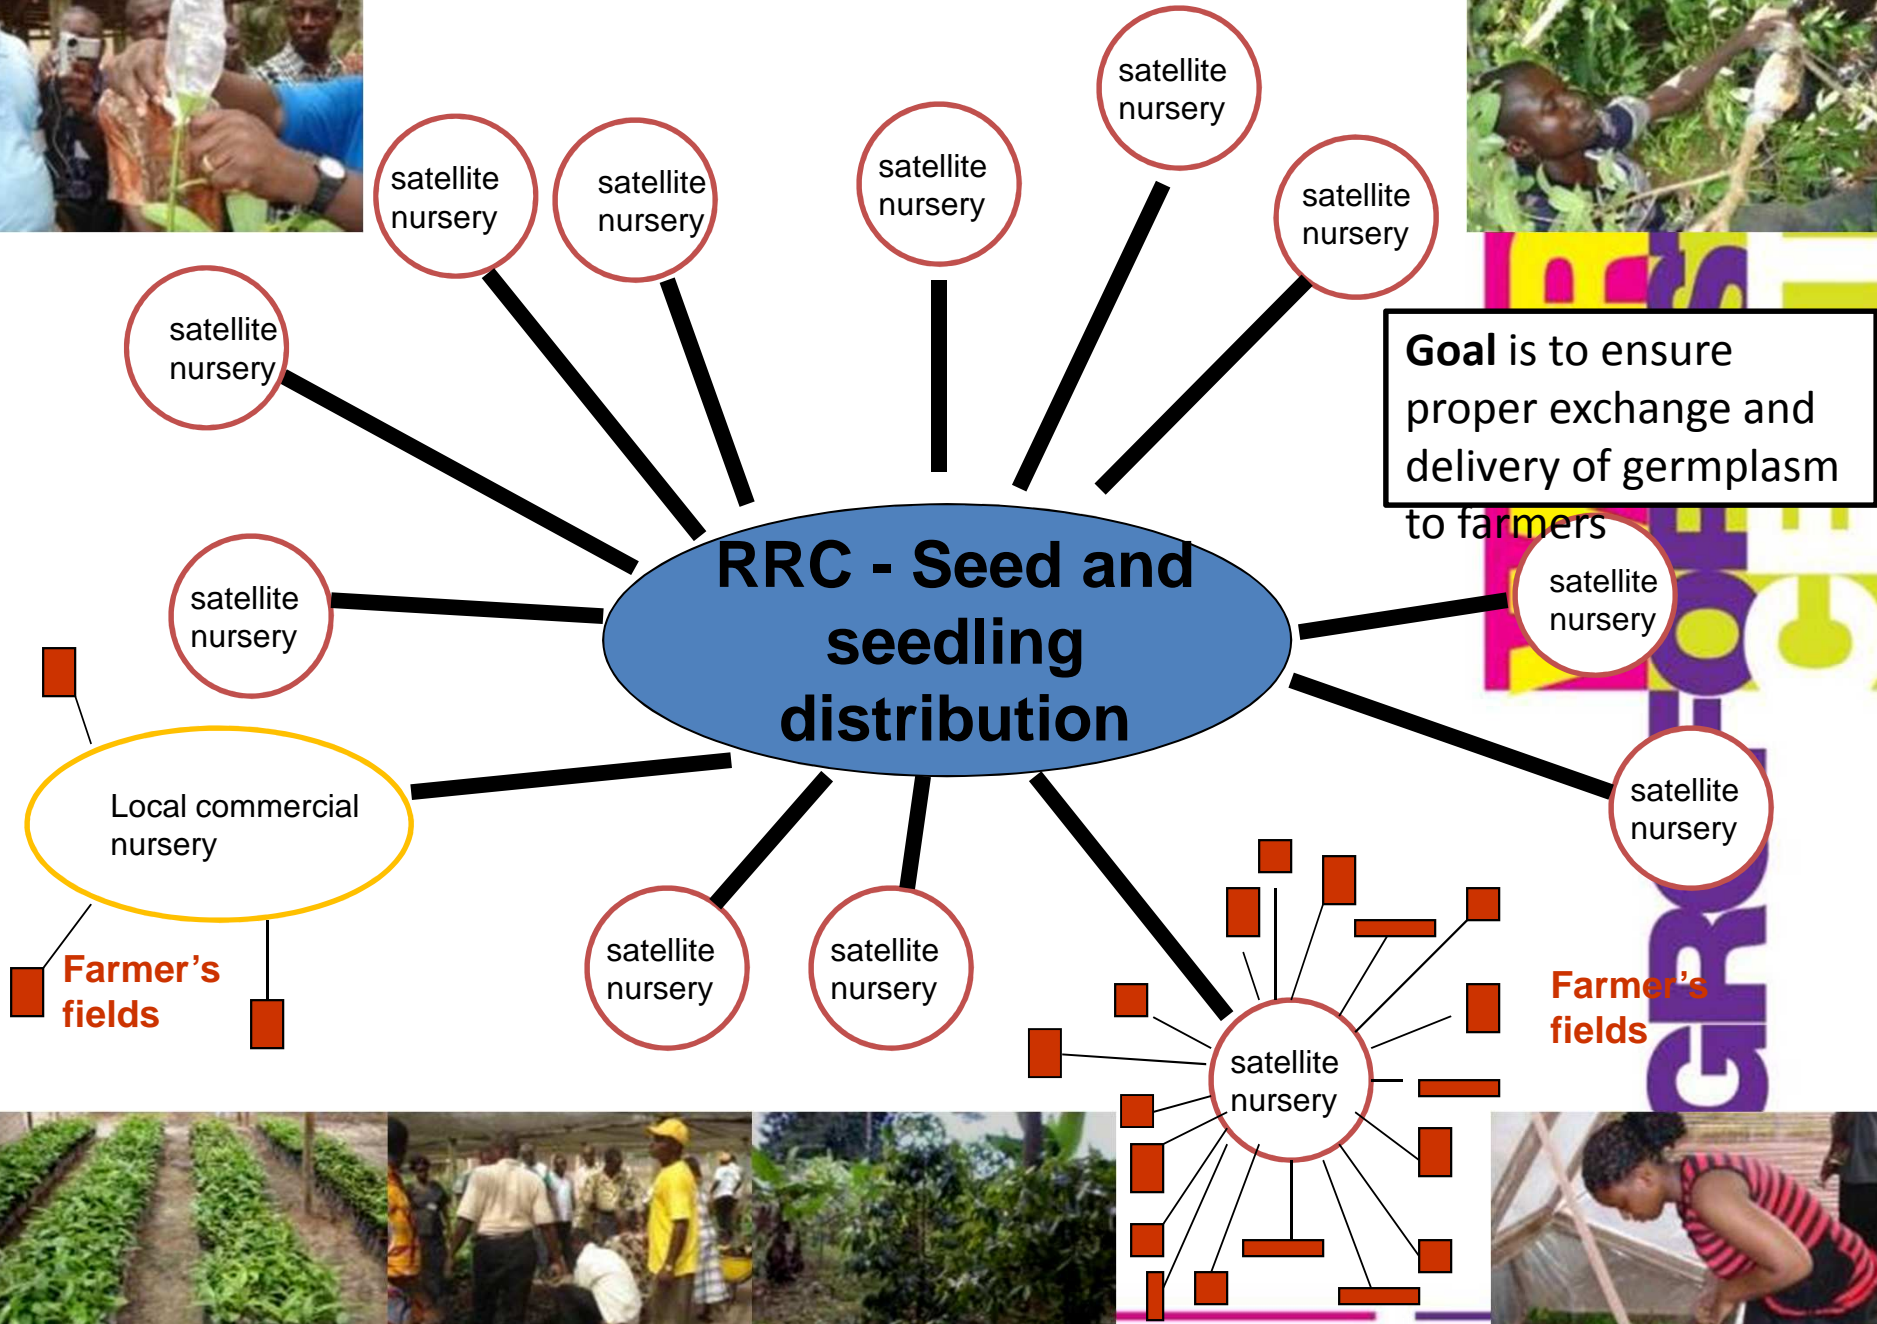 satellite
nursery
satellite
nursery
satellite
nursery
satellite
nursery
satellite
nursery
satellite
nursery
satellite
nursery
Goal is to ensure
proper exchange and
delivery of germplasm
to farmers
RRC - Seed and
seedling
distribution
satellite
nursery
satellite
nursery
satellite
nursery
Local commercial
nursery
satellite
nursery
satellite
nursery
Farmer's
fields
Farmer's
fields
satellite
nursery